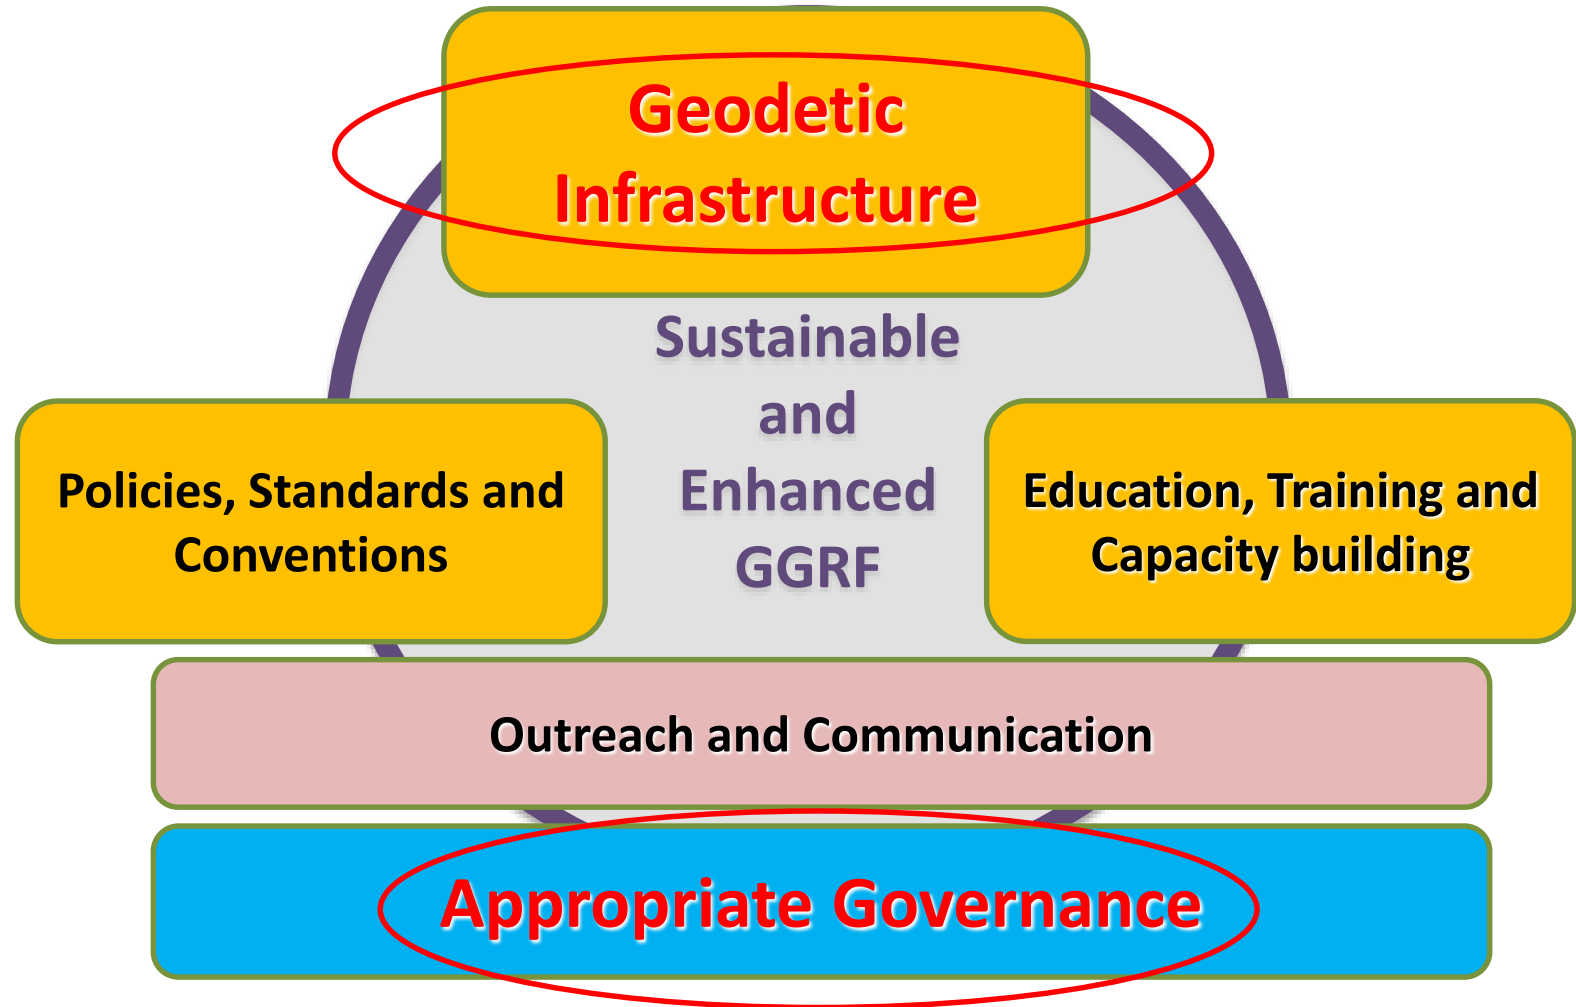 Geodetic
Infrastructure
Sustainable
and
Enhanced
GGRF
Policies, Standards and
Conventions
Education, Training and
Capacity building
Outreach and Communication
Appropriate Governance